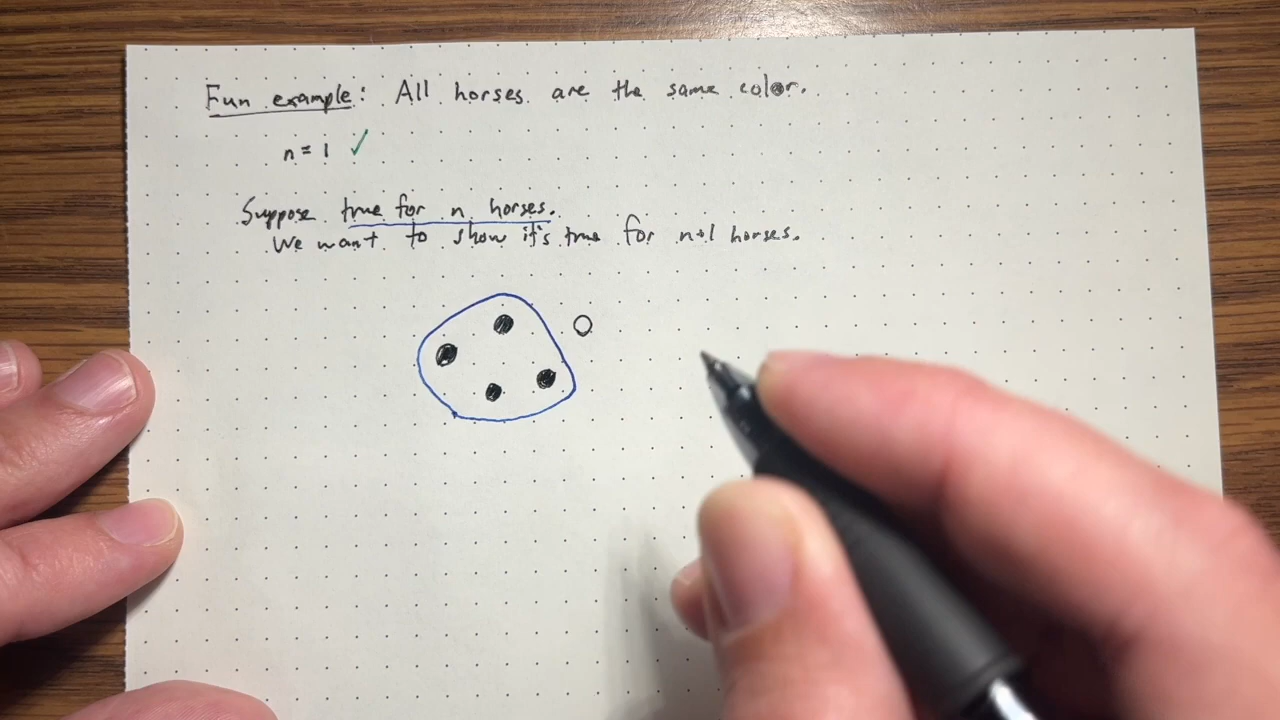 Fun example: All horses are the same color.
n = 1 ✓
Suppose true for n horses.
We want to show it's true for n+1 horses.